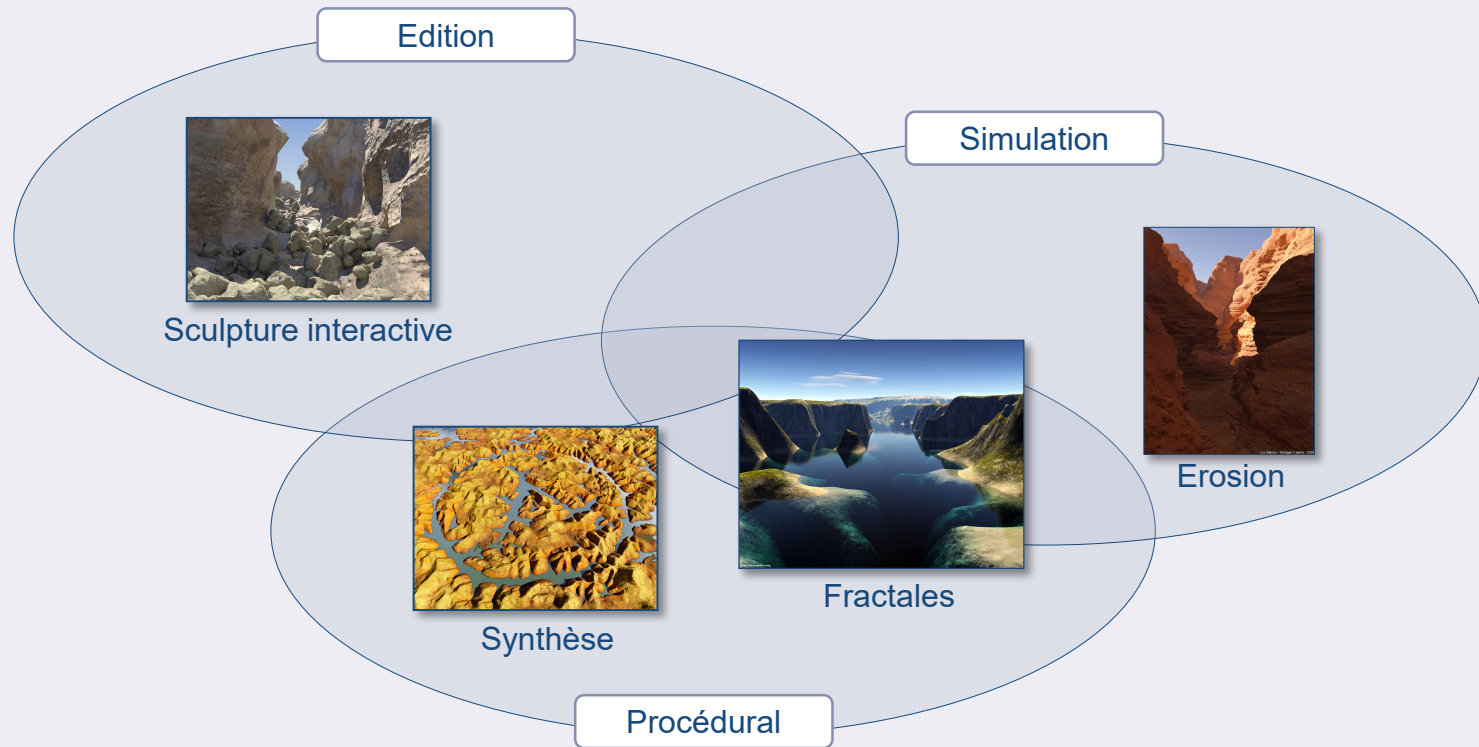 Edition
Simulation
Sculpture interactive
Erosion
Fractales
Synthèse
Procédural